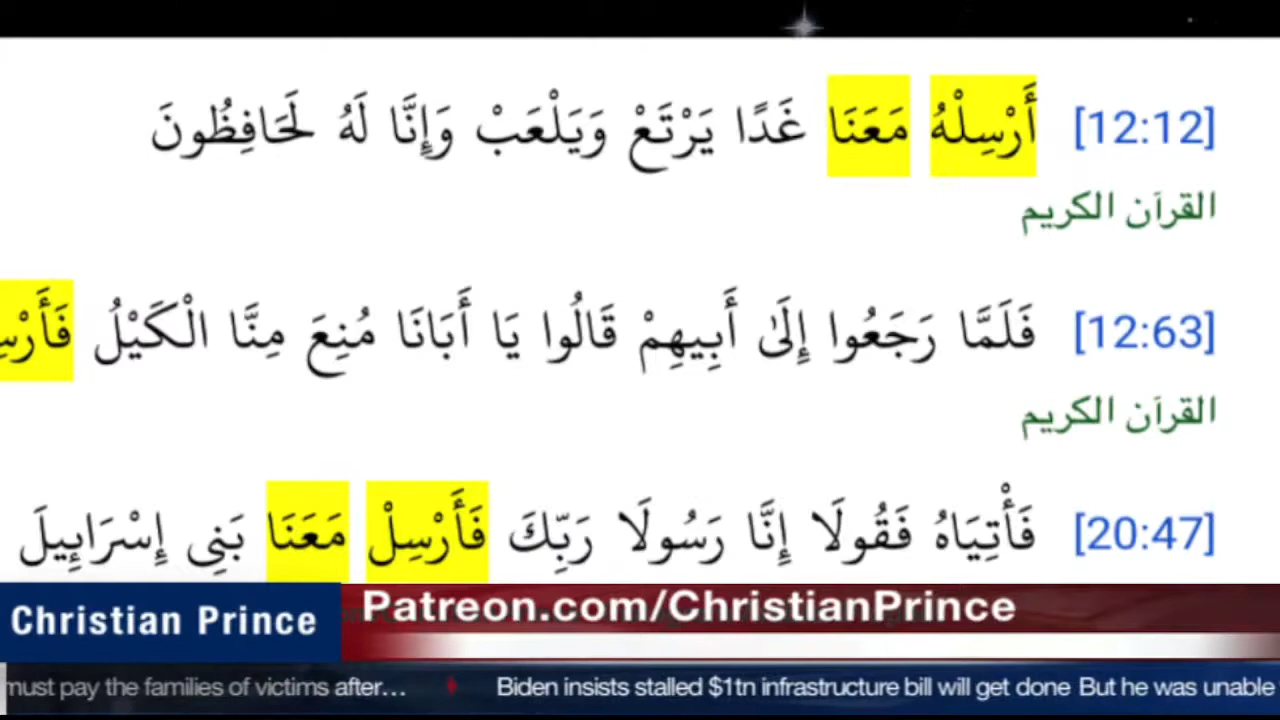 [12:12] أَرْسِلْهُ مَعَنَا غَدًا يَرْتَعْ وَيَلْعَبْ وَإِنَّا لَهُ لَحَافِظُونَ
القرآن الكريم
[12:63] فَلَمَّا رَجَعُوا إِلَىٰ أَبِيهِمْ قَالُوا يَا أَبَانَا مُنِعَ مِنَّا الْكَيْلُ
القرآن الكريم
[20:47] فَأْتِيَاهُ فَقُولَا إِنَّا رَسُولَا رَبِّكَ فَأَرْسِلْ مَعَنَا بَنِي إِسْرَائِيلَ
Christian Prince
Patreon.com/ChristianPrince
must pay the families of victims after... Biden insists stalled $1tn infrastructure bill will get done But he was unable